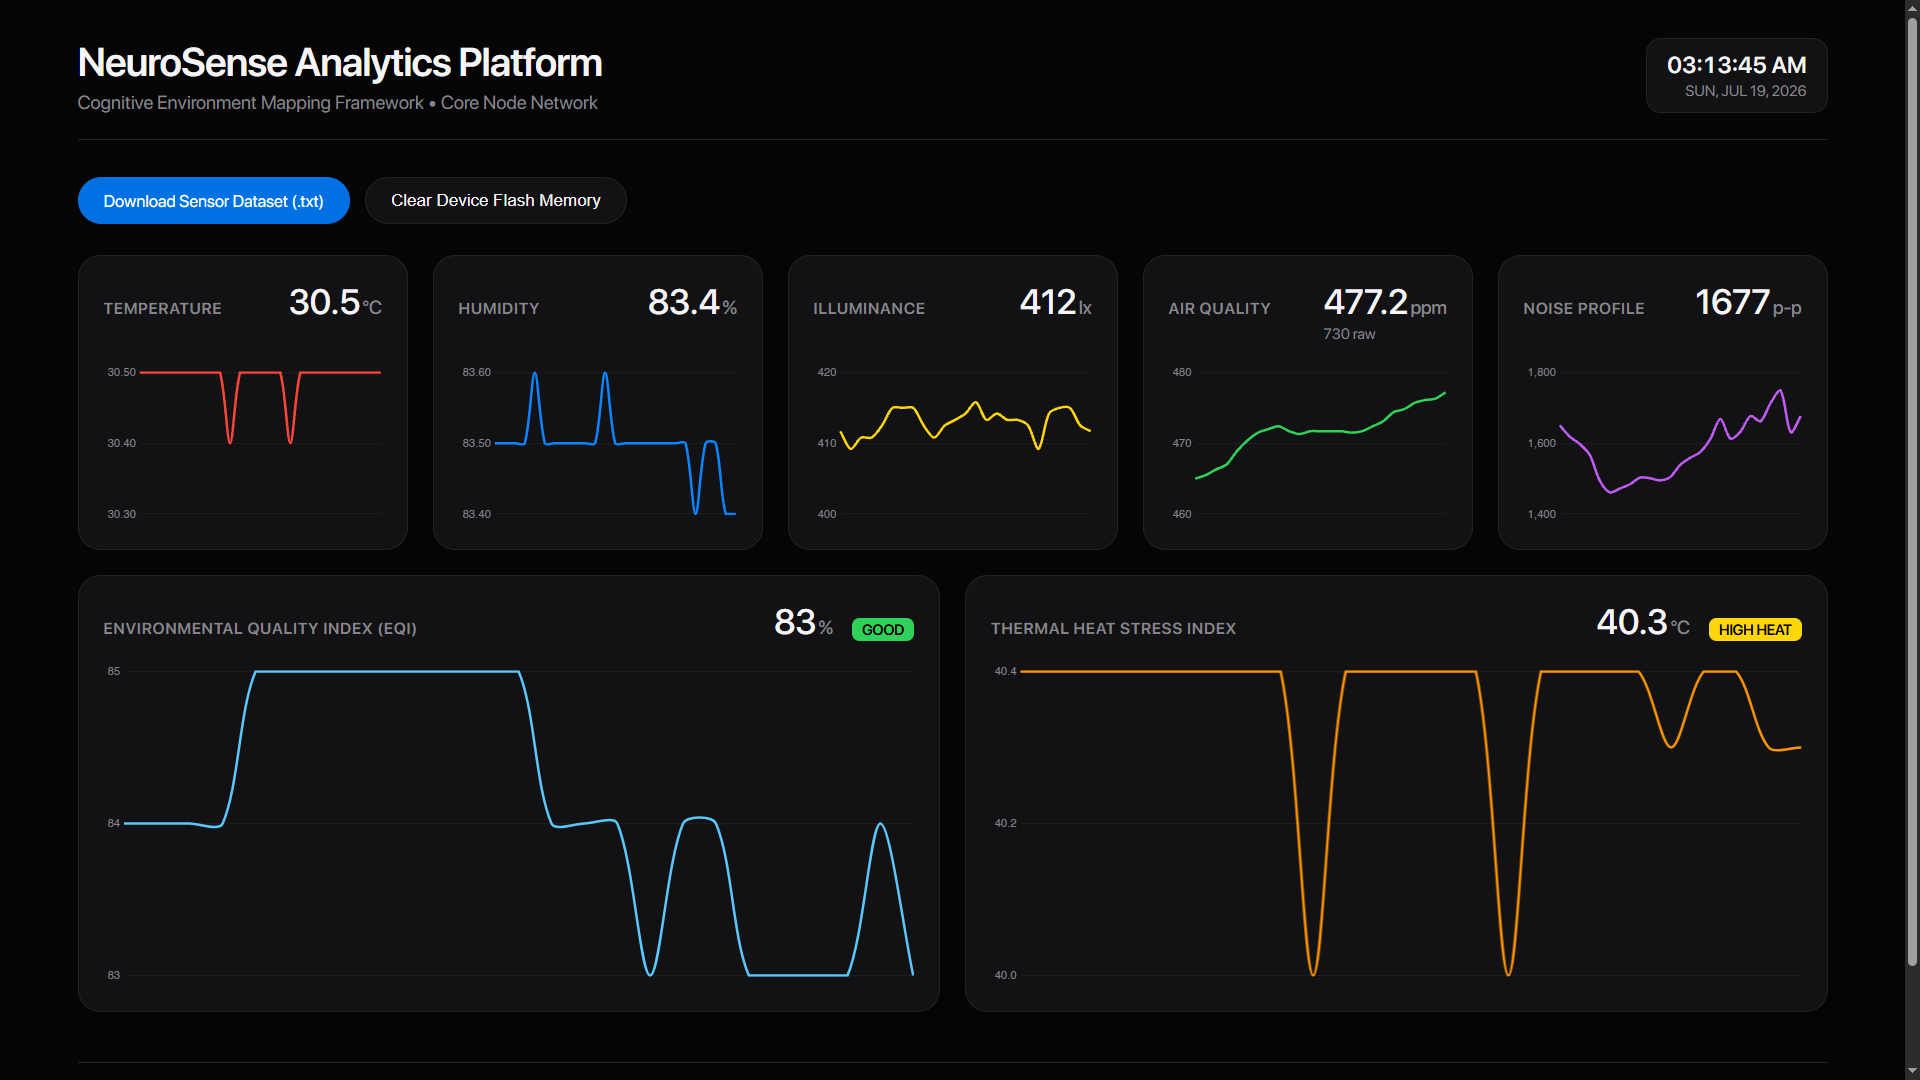 NeuroSense Analytics Platform
Cognitive Environment Mapping Framework • Core Node Network
03:13:45 AM
SUN, JUL 19, 2026
Download Sensor Dataset (.txt)
Clear Device Flash Memory
TEMPERATURE
30.5°C
30.50
30.40
30.30
HUMIDITY
83.4%
83.60
83.50
83.40
ILLUMINANCE
412lx
420
410
400
AIR QUALITY
477.2ppm
730 raw
480
470
460
NOISE PROFILE
1677p-p
1,800
1,600
1,400
ENVIRONMENTAL QUALITY INDEX (EQI)
83%
GOOD
85
84
83
THERMAL HEAT STRESS INDEX
40.3°C
HIGH HEAT
40.4
40.2
40.0